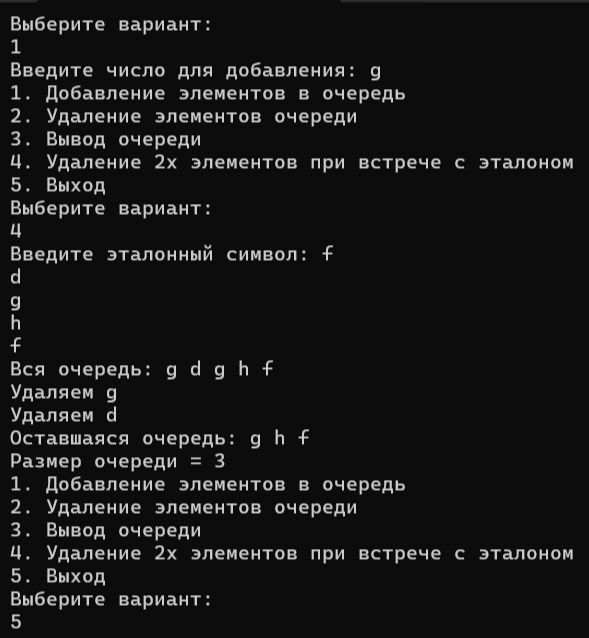 Выберите вариант:
1
Введите число для добавления: g
1. Добавление элементов в очередь
2. Удаление элементов очереди
3. Вывод очереди
4. Удаление 2х элементов при встрече с эталоном
5. Выход
Выберите вариант:
4
Введите эталонный символ: f
d
g
h
f
Вся очередь: g d g h f
Удаляем g
Удаляем d
Оставшаяся очередь: g h f
Размер очереди = 3
1. Добавление элементов в очередь
2. Удаление элементов очереди
3. Вывод очереди
4. Удаление 2х элементов при встрече с эталоном
5. Выход
Выберите вариант:
5